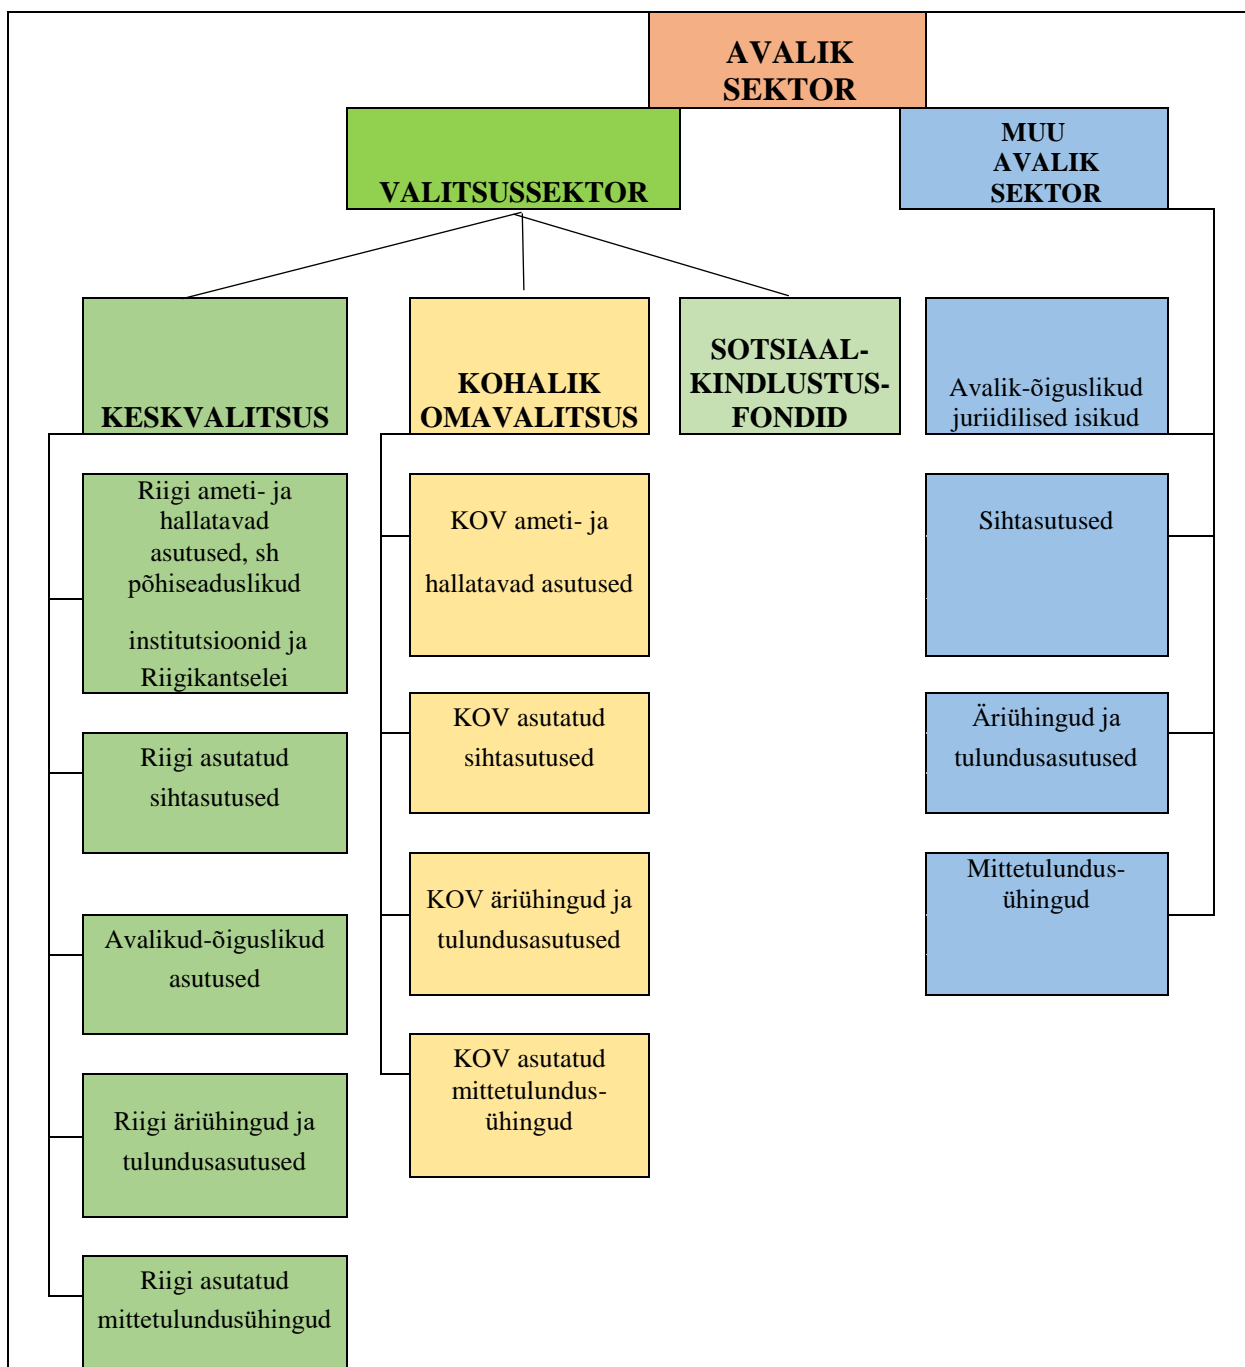 AVALIK
SEKTOR
VALITSUSSEKTOR
MUU
AVALIK
SEKTOR
KESKVALITSUS
Riigi ameti- ja
hallatavad
asutused, sh
põhiseaduslikud
institutsioonid ja
Riigikantselei
Riigi asutatud
sihtasutused
Avalikud-õiguslikud
asutused
Riigi äriühingud ja
tulundusasutused
Riigi asutatud
mittetulundusühingud
KOHALIK
OMAVALITSUS
KOV ameti- ja
hallatavad asutused
KOV asutatud
sihtasutused
KOV äriühingud ja
tulundusasutused
KOV asutatud
mittetulundus-
ühingud
SOTSIAAL-
KINDLUSTUS-
FONDID
Avalik-õiguslikud
juriidilised isikud
Sihtasutused
Äriühingud ja
tulundusasutused
Mittetulundus-
ühingud